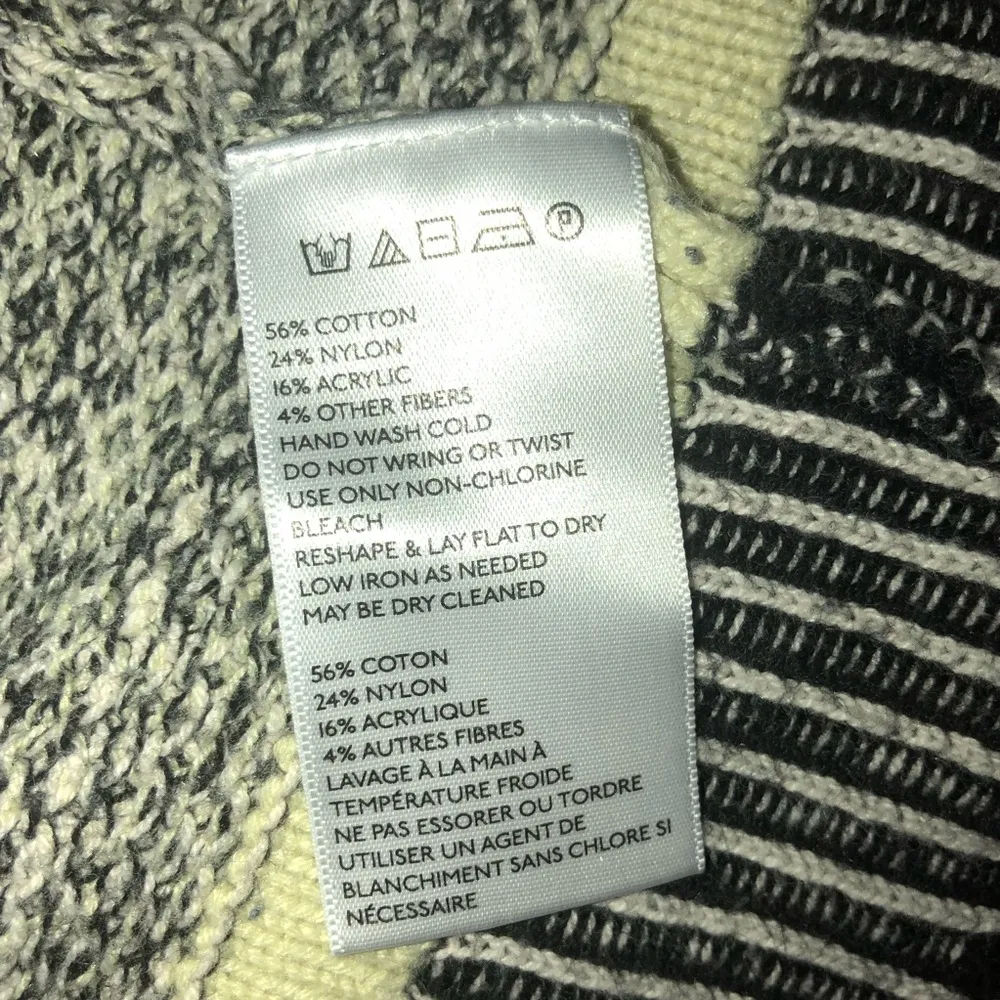 P
56% COTTON
24% NYLON
16% ACRYLIC
4% OTHER FIBERS
HAND WASH COLD
DO NOT WRING OR TWIST
USE ONLY NON-CHLORINE
BLEACH
RESHAPE & LAY FLAT TO DRY
LOW IRON AS NEEDED
MAY BE DRY CLEANED
56% COTON
24% NYLON
16% ACRYLIQUE
4% AUTRES FIBRES
LAVAGE À LA MAIN À
TEMPÉRATURE FROIDE
NE PAS ESSORER OU TORDRE
UTILISER UN AGENT DE
BLANCHIMENT SANS CHLORE SI
NÉCESSAIRE